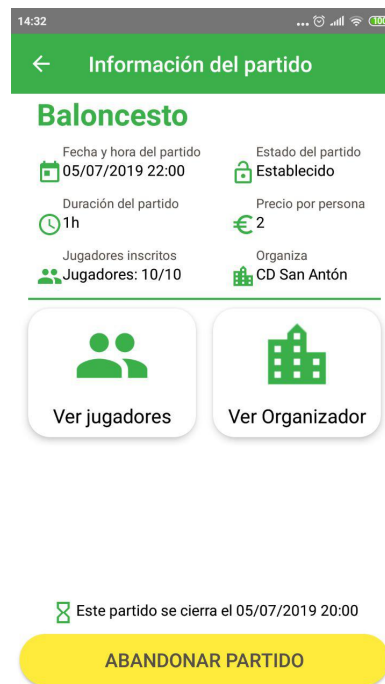 14:32
... 100
Información del partido
Baloncesto
Fecha y hora del partido
05/07/2019 22:00
Estado del partido
Establecido
Duración del partido
1h
Precio por persona
€ 2
Jugadores inscritos
Jugadores: 10/10
Organiza
CD San Antón
Ver jugadores
Ver Organizador
Este partido se cierra el 05/07/2019 20:00
ABANDONAR PARTIDO